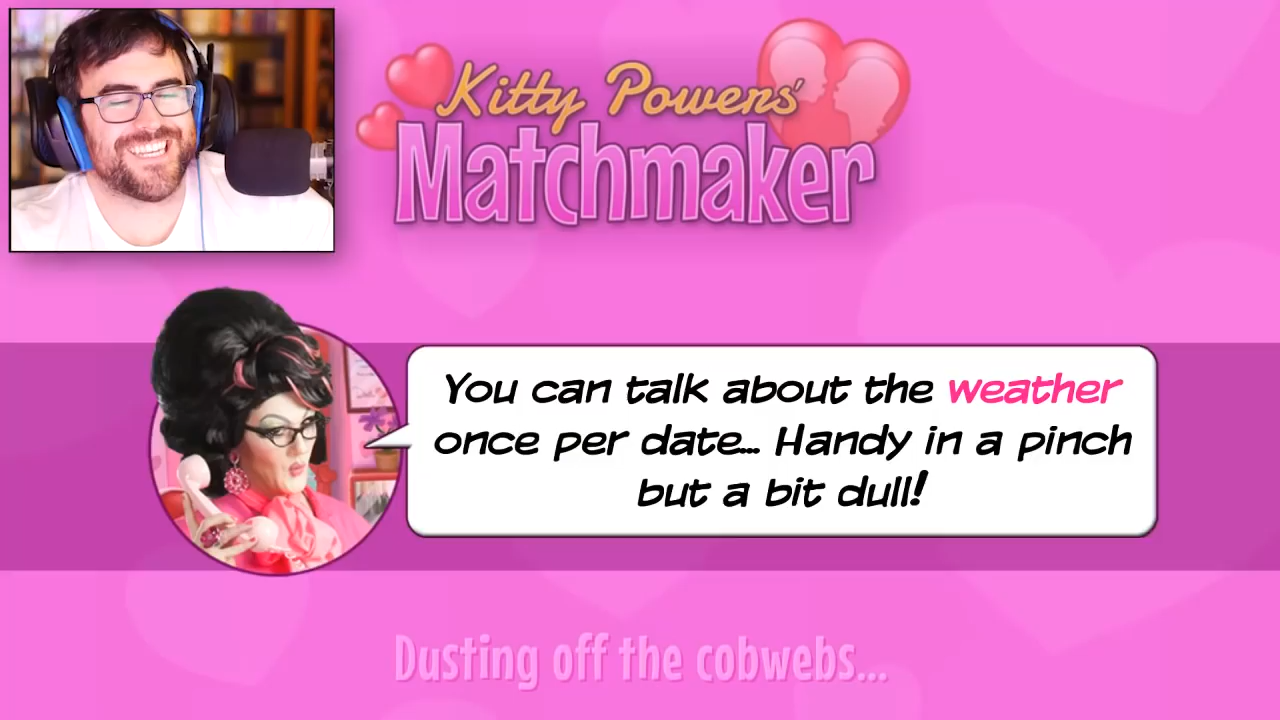 Kitty Powers'
Matchmaker
You can talk about the weather
once per date... Handy in a pinch
but a bit dull!
Dusting off the cobwebs...